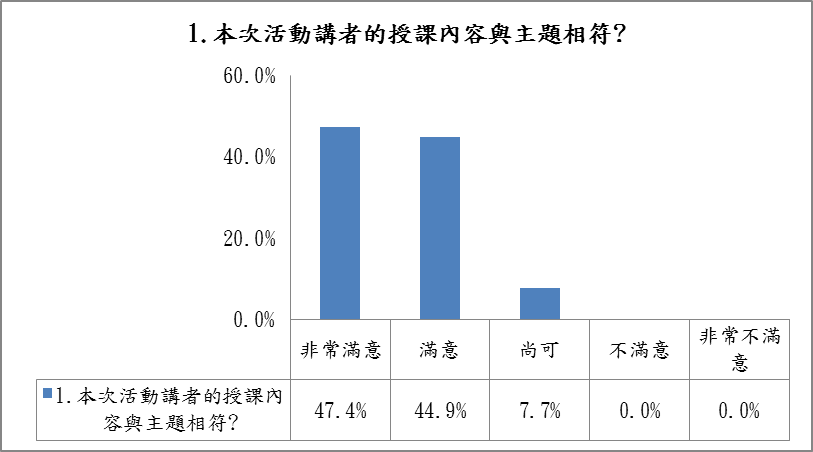 1.本次活動講者的授課內容與主題相符?
60.0%
40.0%
20.0%
0.0%
非常滿意 滿意 尚可 不滿意 非常不滿
意
1.本次活動講者的授課內
容與主題相符?
47.4% 44.9% 7.7% 0.0% 0.0%